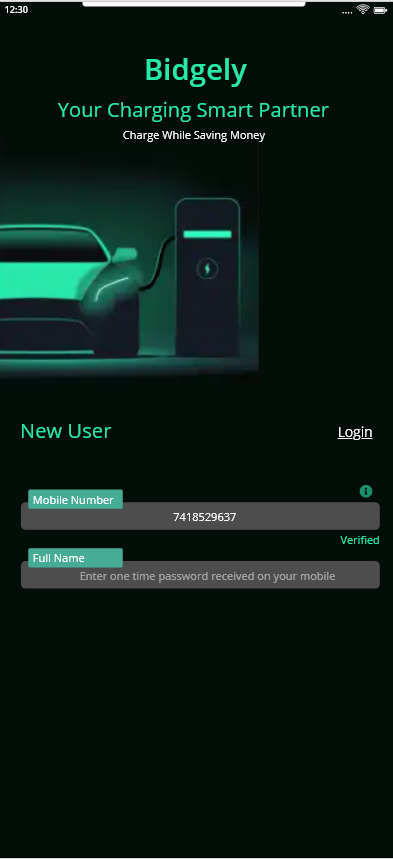 12:30
Bidgely
Your Charging Smart Partner
Charge While Saving Money
New User
Login
Mobile Number
7418529637
Verified
Full Name
Enter one time password received on your mobile